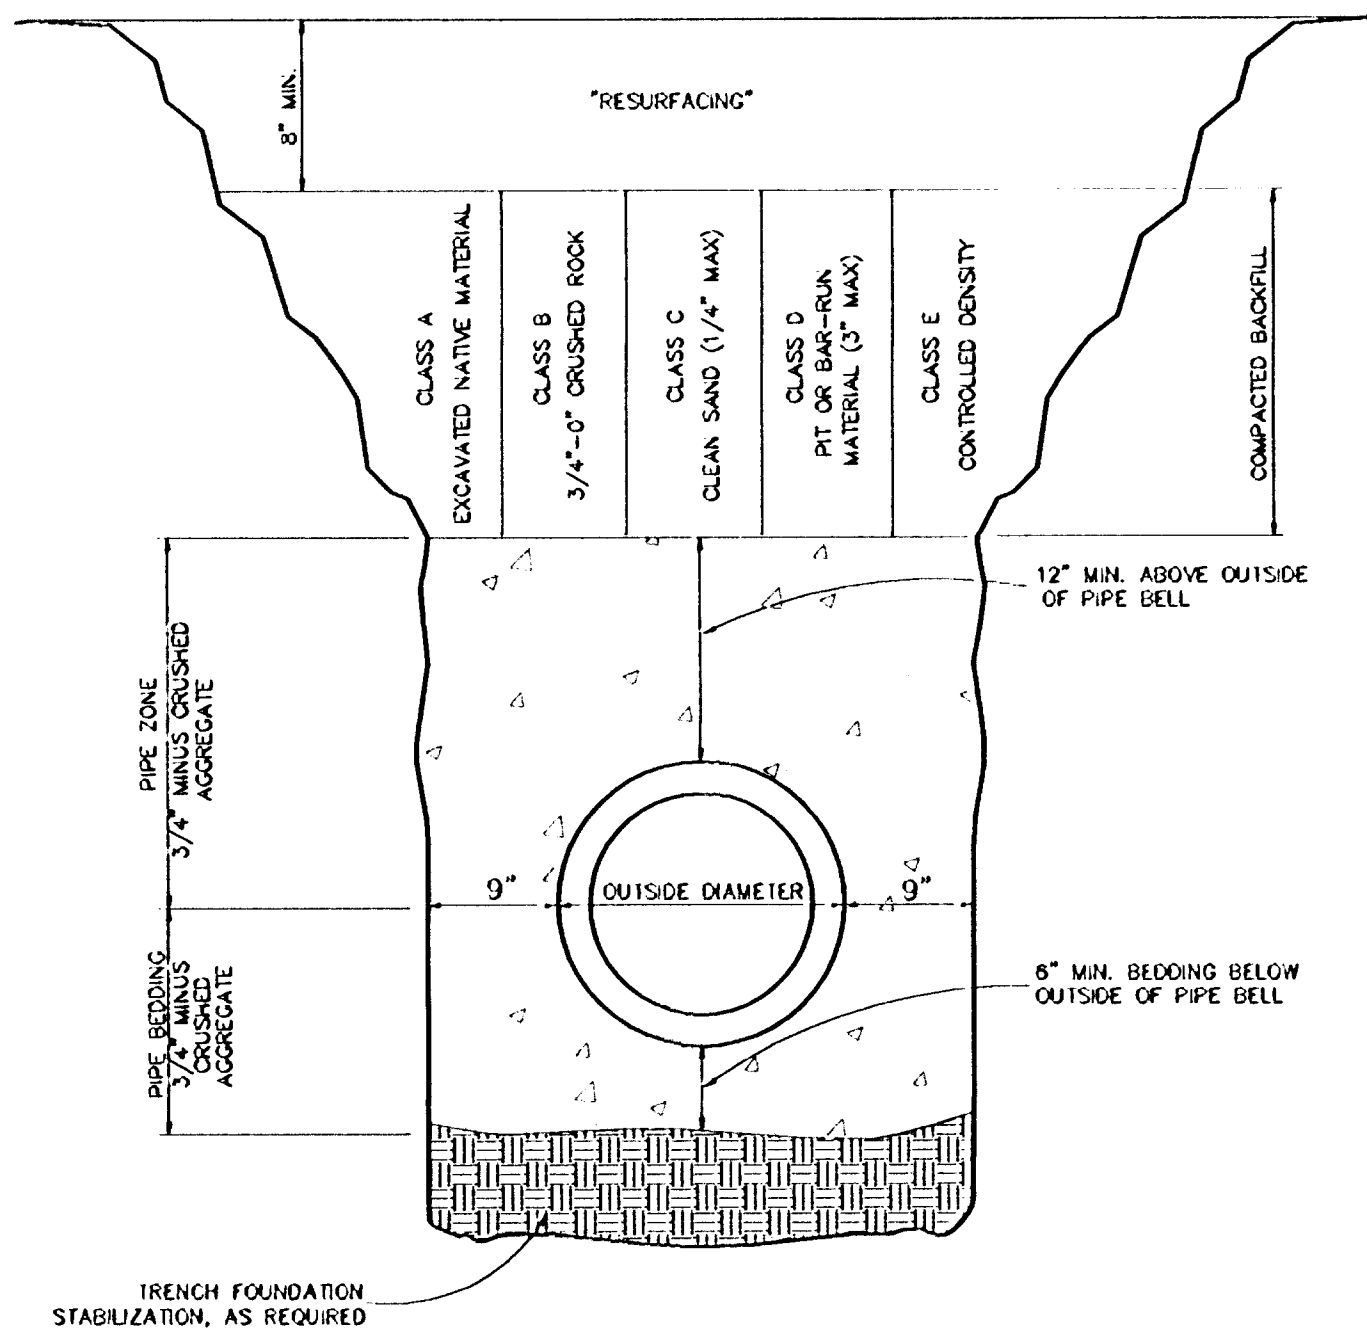 8" MIN.
"RESURFACING"
CLASS A
EXCAVATED NATIVE MATERIAL
CLASS B
3/4"-0" CRUSHED ROCK
CLASS C
CLEAN SAND (1/4" MAX)
CLASS D
PIT OR BAR-RUN
MATERIAL (3" MAX)
CLASS E
CONTROLLED DENSITY
COMPACTED BACKFILL
12" MIN. ABOVE OUTSIDE
OF PIPE BELL
PIPE ZONE
3/4" MINUS CRUSHED
AGGREGATE
9"
OUTSIDE DIAMETER
9"
PIPE BEDDING
3/4" MINUS
CRUSHED
AGGREGATE
6" MIN. BEDDING BELOW
OUTSIDE OF PIPE BELL
TRENCH FOUNDATION
STABILIZATION, AS REQUIRED